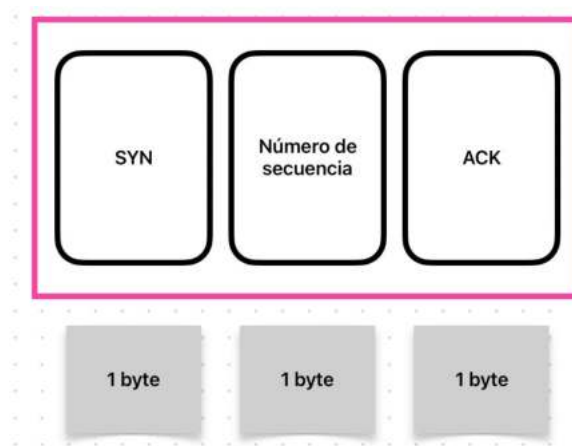 SYN
Número de
secuencia
ACK
1 byte
1 byte
1 byte